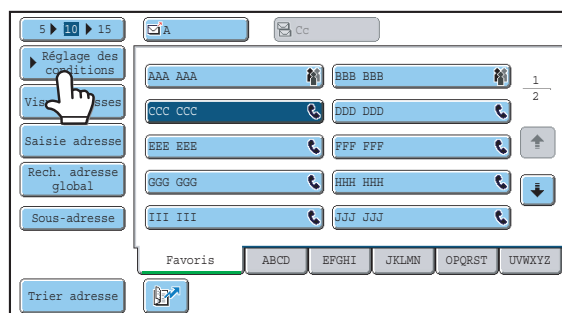 5 10 15
A
Cc
Réglage des
conditions
AAA AAA
BBB BBB
1
2
CCC CCC
DDD DDD
Saisie adresse
EEE EEE
FFF FFF
Rech. adresse
global
GGG GGG
HHH HHH
Sous-adresse
III III
JJJ JJJ
Favoris
ABCD
EFGHI
JKLMN
OPQRST
UVWXYZ
Trier adresse